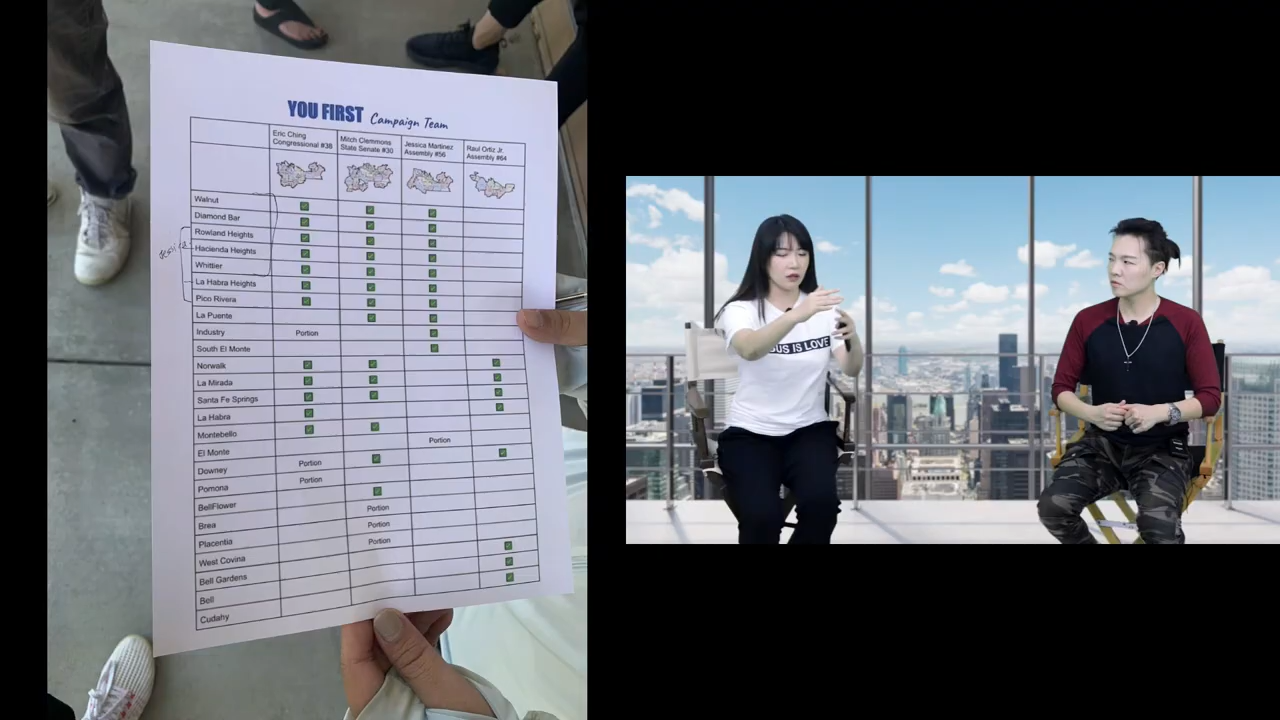 YOU FIRST Campaign Team
Eric Ching Congressional #38
Mitch Clemmons State Senate #30
Jessica Martinez Assembly #56
Raul Ortiz Jr. Assembly #64
Walnut
Diamond Bar
Rowland Heights
Hacienda Heights
Whittier
La Habra Heights
Pico Rivera
La Puente
Industry Portion
South El Monte
Norwalk
La Mirada
Santa Fe Springs
La Habra
Montebello
El Monte Portion
Downey Portion
Pomona Portion
BellFlower
Brea Portion
Placentia Portion
West Covina Portion
Bell Gardens
Bell
Cudahy
US IS LOVE